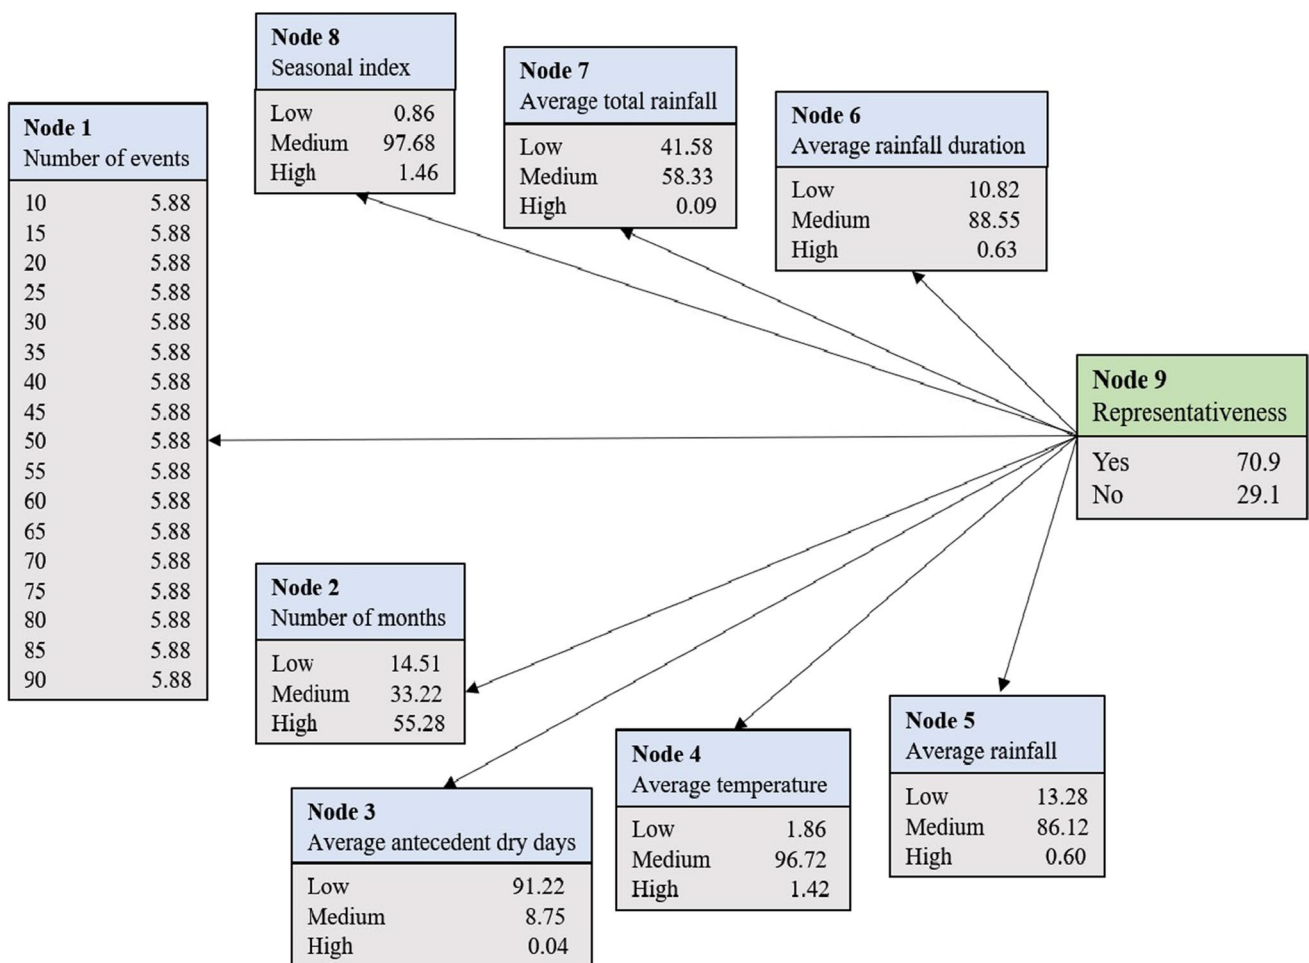 Node 8
Seasonal index
Low 0.86
Medium 97.68
High 1.46
Node 7
Average total rainfall
Low 41.58
Medium 58.33
High 0.09
Node 6
Average rainfall duration
Low 10.82
Medium 88.55
High 0.63
Node 1
Number of events
10 5.88
15 5.88
20 5.88
25 5.88
30 5.88
35 5.88
40 5.88
45 5.88
50 5.88
55 5.88
60 5.88
65 5.88
70 5.88
75 5.88
80 5.88
85 5.88
90 5.88
Node 9
Representativeness
Yes 70.9
No 29.1
Node 2
Number of months
Low 14.51
Medium 33.22
High 55.28
Node 3
Average antecedent dry days
Low 91.22
Medium 8.75
High 0.04
Node 4
Average temperature
Low 1.86
Medium 96.72
High 1.42
Node 5
Average rainfall
Low 13.28
Medium 86.12
High 0.60